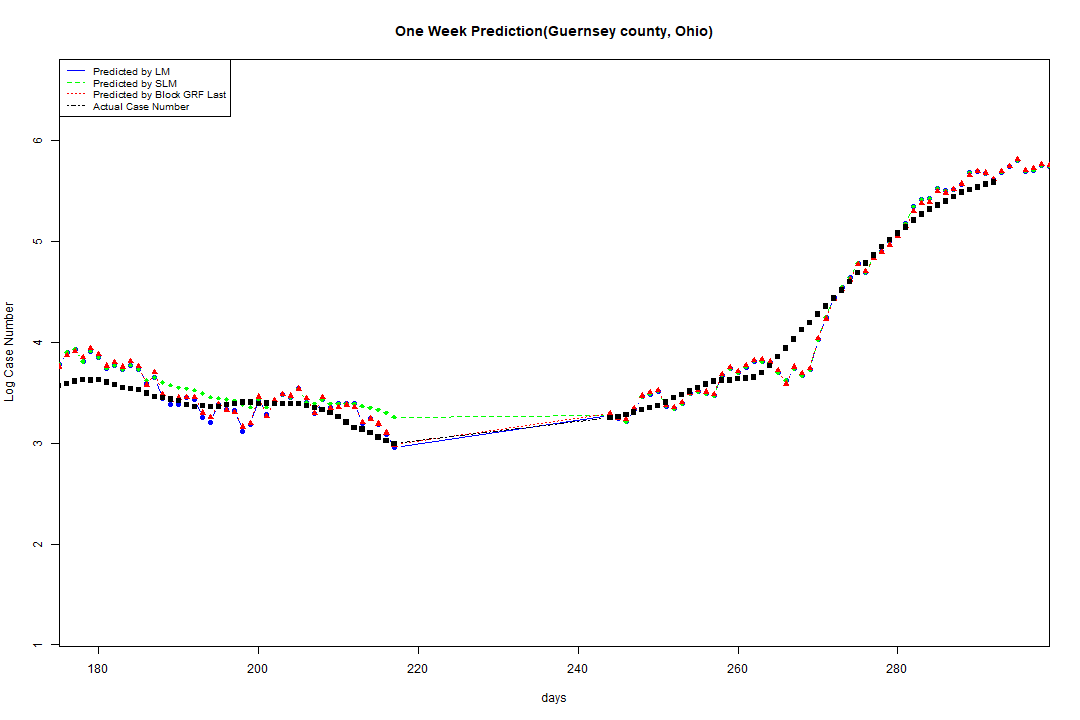 One Week Prediction(Guernsey county, Ohio)
Predicted by LM
Predicted by SLM
Predicted by Block GRF Last
Actual Case Number
Log Case Number
6
5
4
3
2
1
180 200 220 240 260 280
days